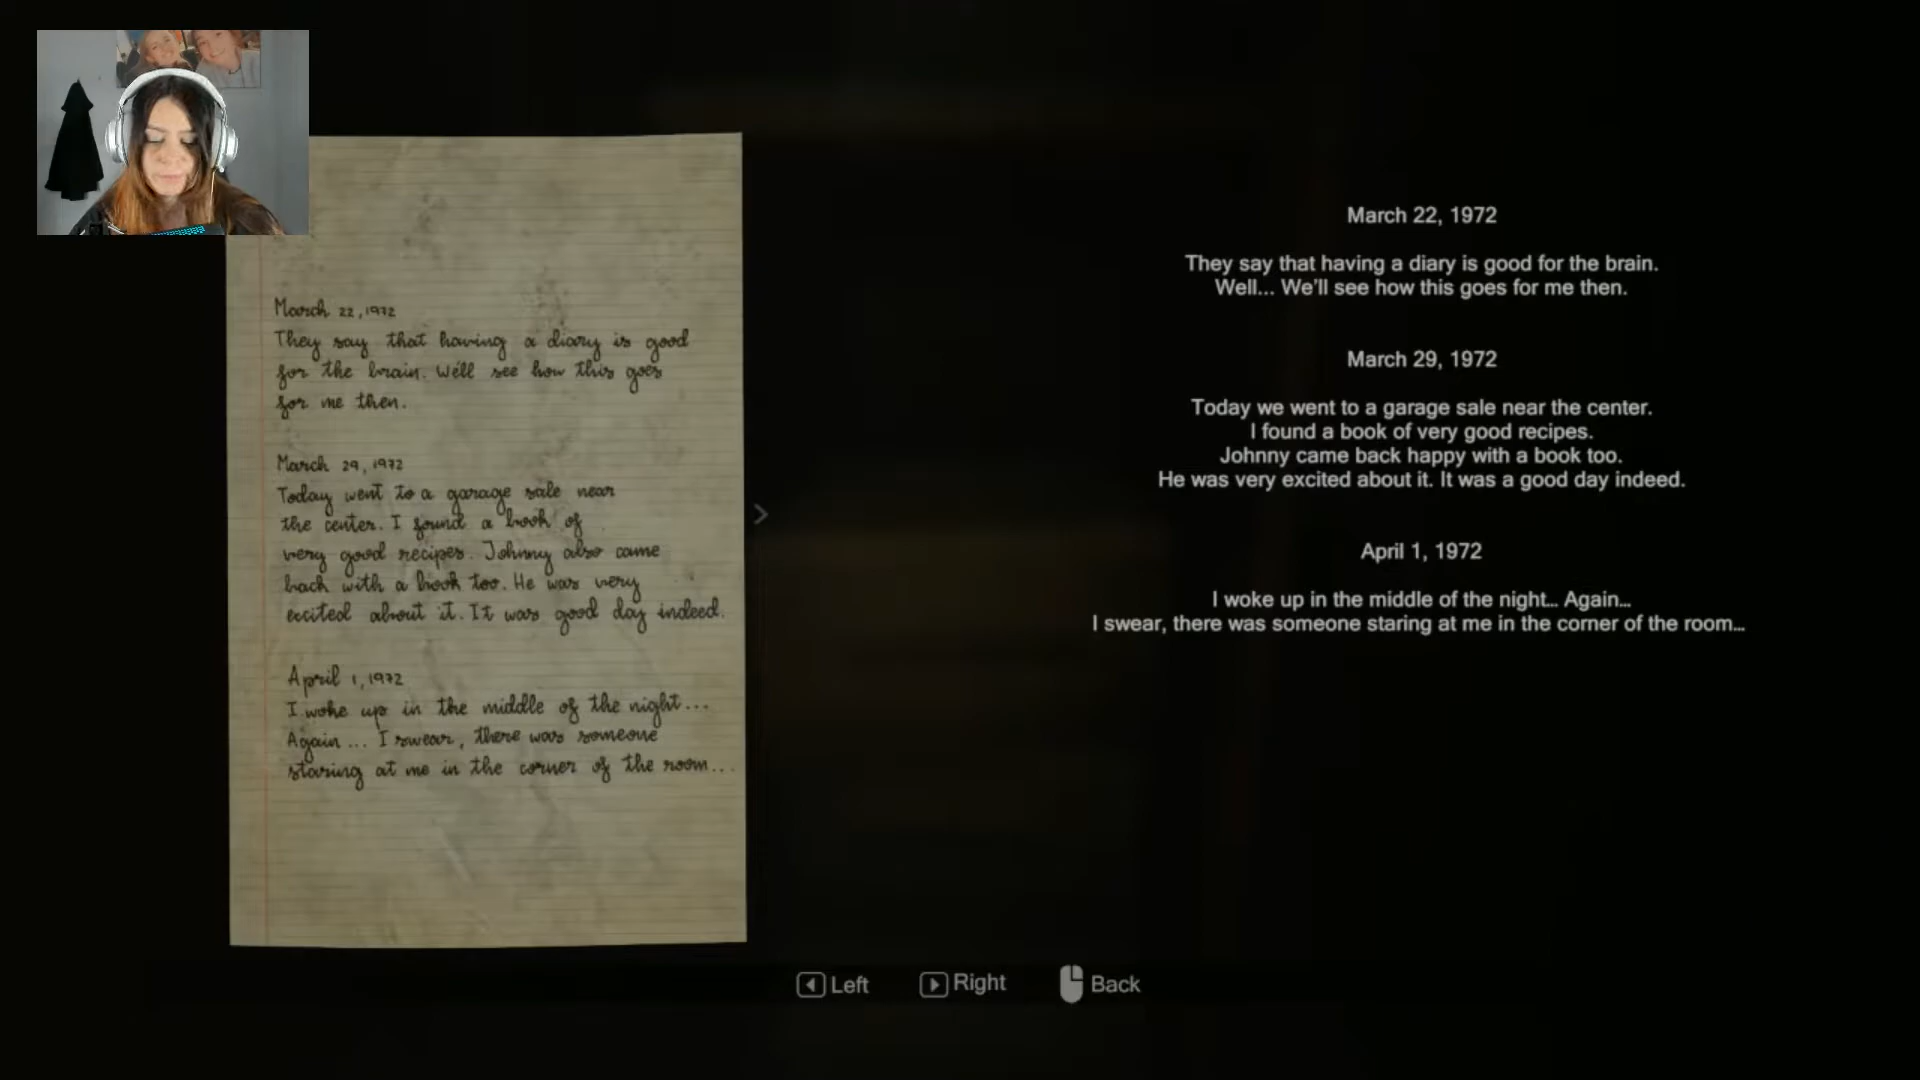 March 22, 1972
They say that having a diary is good
for the brain. We'll see how this goes
for me then.
March 29, 1972
Today went to a garage sale near
the center. I found a book of
very good recipes. Johnny also came
back with a book too. He was very
excited about it. It was good day indeed.
April 1, 1972
I woke up in the middle of the night...
Again... I swear, there was someone
staring at me in the corner of the room...
March 22, 1972
They say that having a diary is good for the brain.
Well... We'll see how this goes for me then.
March 29, 1972
Today we went to a garage sale near the center.
I found a book of very good recipes.
Johnny came back happy with a book too.
He was very excited about it. It was a good day indeed.
April 1, 1972
I woke up in the middle of the night... Again...
I swear, there was someone staring at me in the corner of the room...
Left Right Back